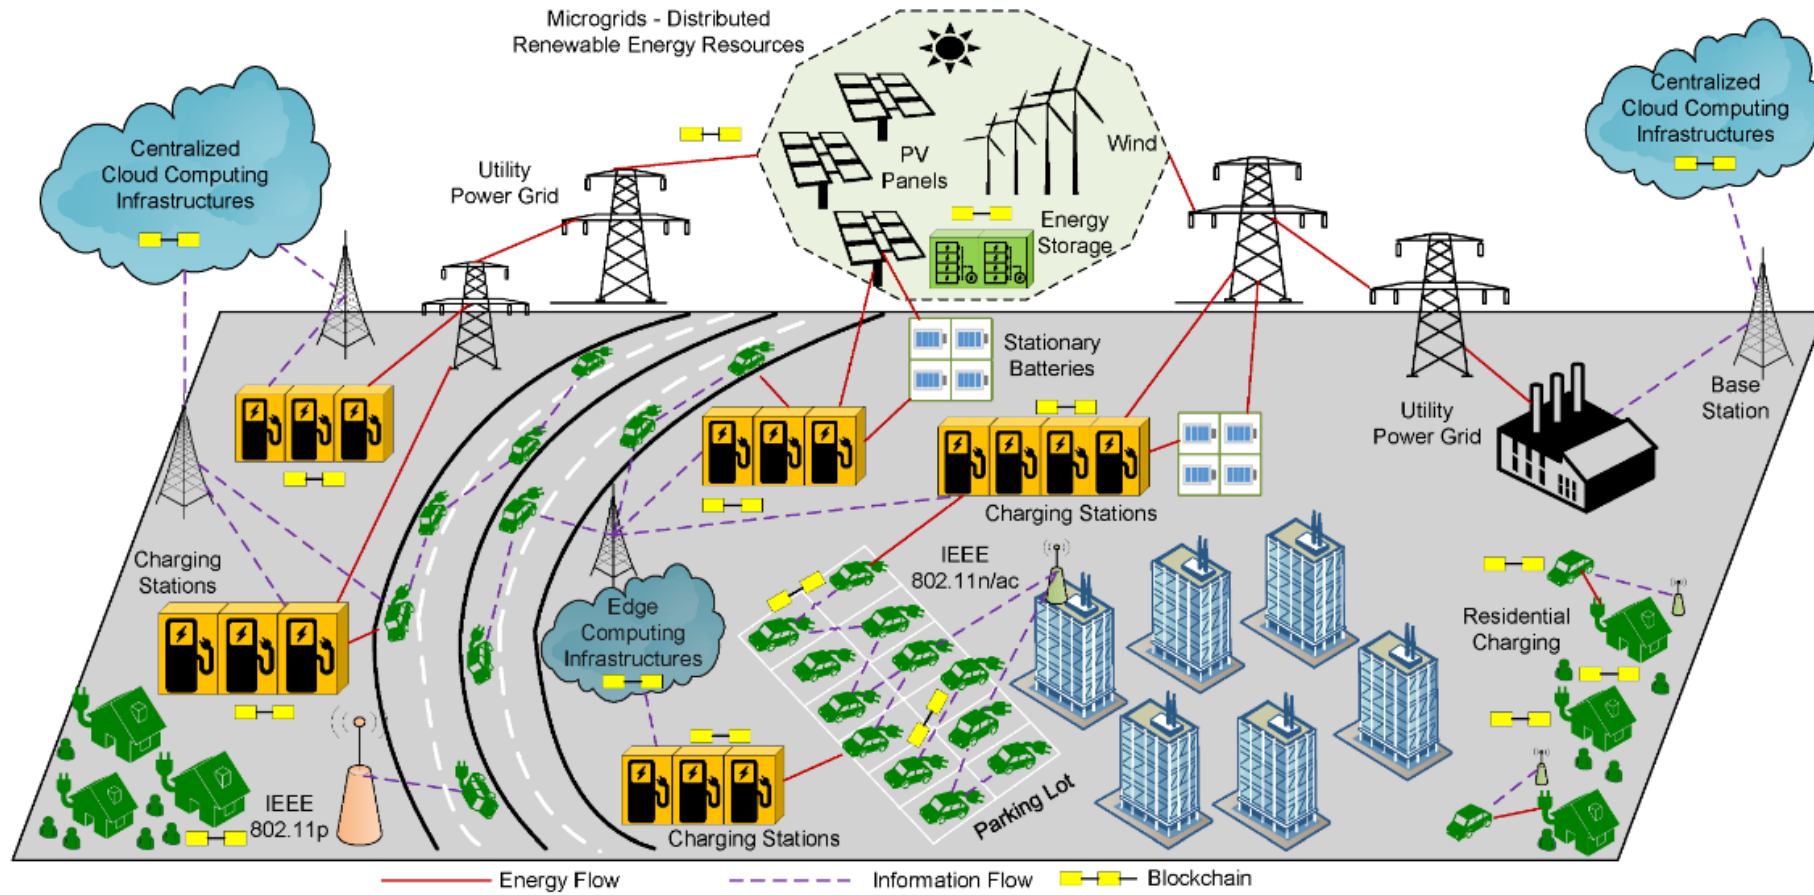 Microgrids - Distributed
Renewable Energy Resources
Centralized
Cloud Computing
Infrastructures
Utility
Power Grid
PV
Panels
Wind
Energy
Storage
Centralized
Cloud Computing
Infrastructures
Stationary
Batteries
Utility
Power Grid
Base
Station
Charging
Stations
Charging Stations
IEEE
802.11n/ac
Edge
Computing
Infrastructures
Residential
Charging
IEEE
802.11p
Charging Stations
Parking Lot
Energy Flow
Information Flow
Blockchain